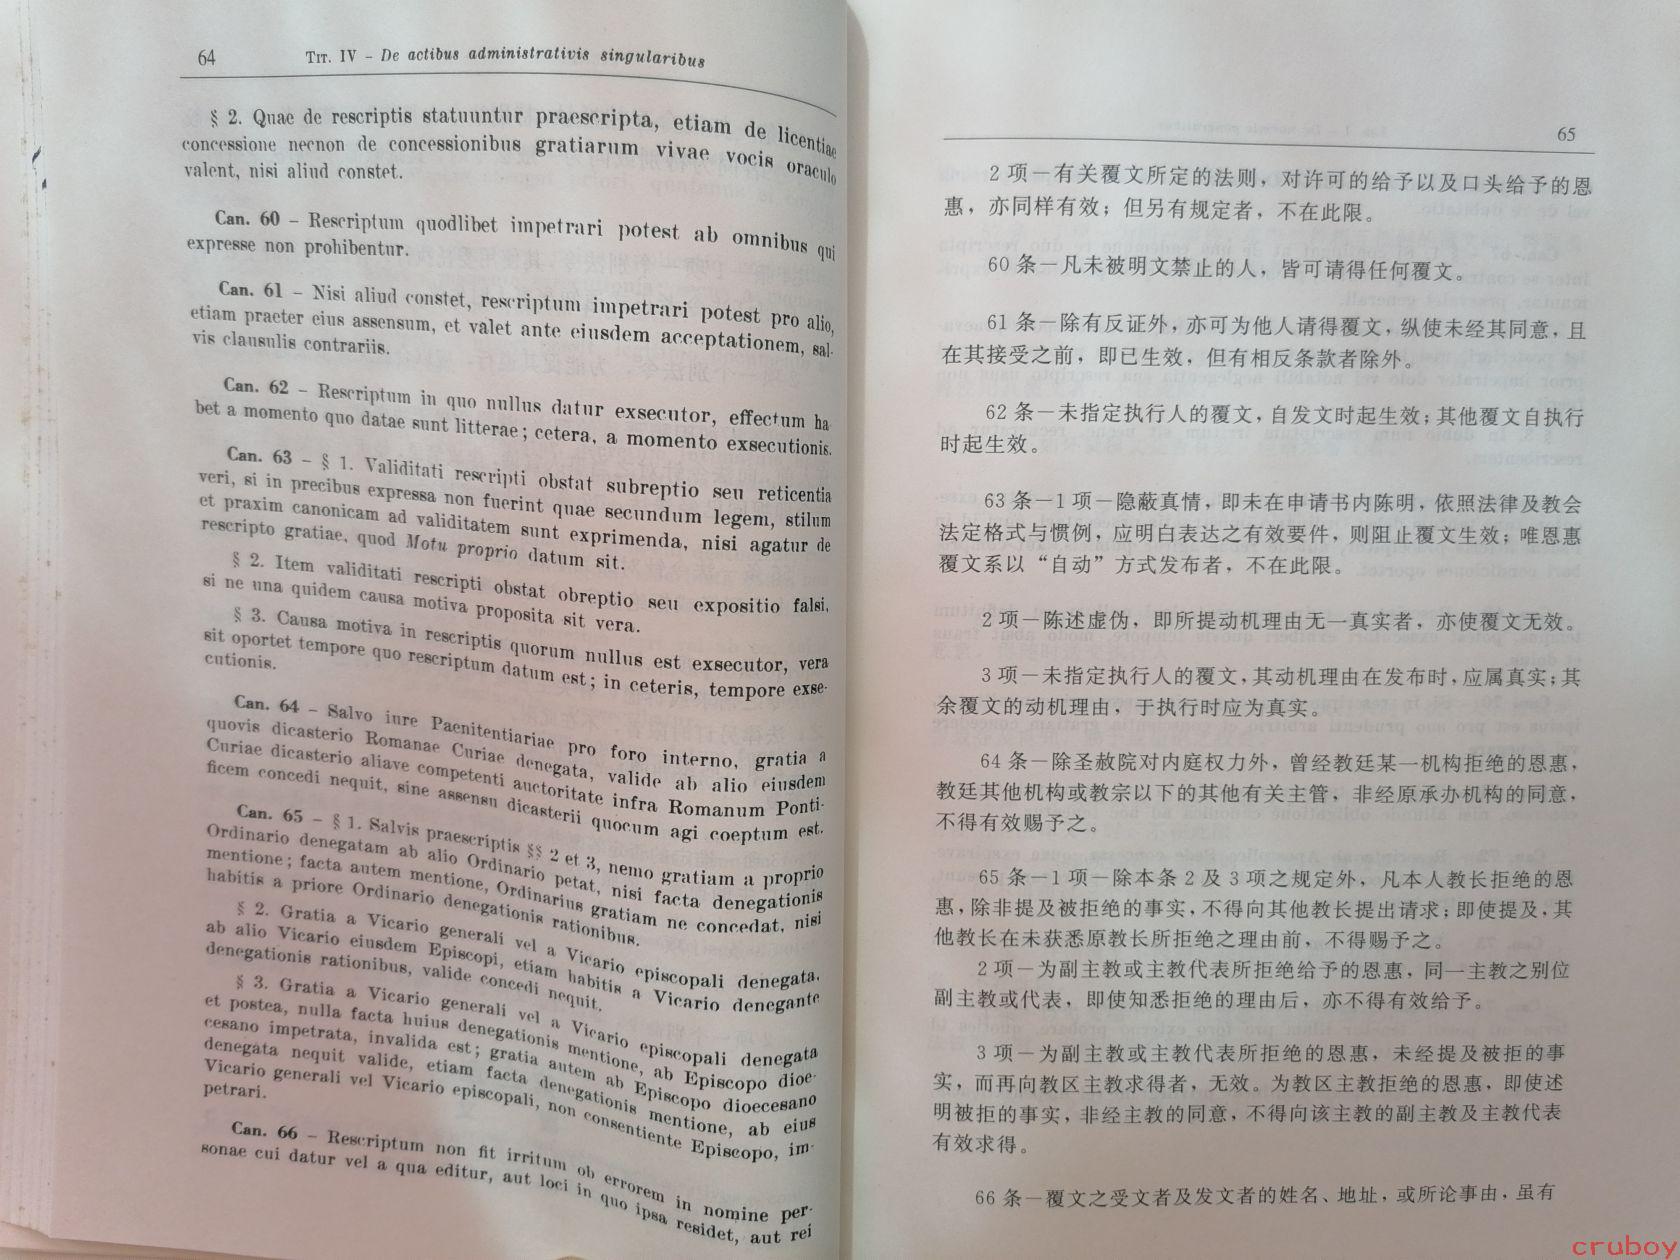 64 TIT. IV – De actibus administrativis singularibus
§ 2. Quae de rescriptis statuuntur praescripta, etiam de licentiae
concessione necnon de concessionibus gratiarum vivae vocis oraculo
valent, nisi aliud constet.
Can. 60 – Rescriptum quodlibet impetrari potest ab omnibus qui
expresse non prohibentur.
Can. 61 – Nisi aliud constet, rescriptum impetrari potest pro alio,
etiam praeter eius assensum, et valet ante eiusdem acceptationem, sal-
vis clausulis contrariis.
Can. 62 – Rescriptum in quo nullus datur exsecutor, effectum ha
bet a momento quo datae sunt litterae; cetera, a momento exsecutionis.
Can. 63 – § 1. Validitati rescripti obstat subreptio seu reticentia
veri, si in precibus expressa non fuerint quae secundum legem, stilum
et praxim canonicam ad validitatem sunt exprimenda, nisi agatur de
rescripto gratiae, quod Motu proprio datum sit.
§ 2. Item validitati rescripti obstat obreptio seu expositio falsi,
si ne una quidem causa motiva proposita sit vera.
§ 3. Causa motiva in rescriptis quorum nullus est exsecutor, vera
sit oportet tempore quo rescriptum datum est; in ceteris, tempore exse-
cutionis.
Can. 64 – Salvo iure Paenitentiariae pro foro interno, gratia a
quovis dicasterio Romanae Curiae denegata, valide ab alio eiusdem
Curiae dicasterio aliave competenti auctoritate infra Romanum Ponti-
ficem concedi nequit, sine assensu dicasterii quocum agi coeptum est.
Can. 65 – § 1. Salvis praescriptis §§ 2 et 3, nemo gratiam a proprio
Ordinario denegatam ab alio Ordinario petat, nisi facta denegationis
mentione; facta autem mentione, Ordinarius gratiam ne concedat, nisi
habitis a priore Ordinario denegationis rationibus.
§ 2. Gratia a Vicario generali vel a Vicario episcopali denegata,
ab alio Vicario eiusdem Episcopi, etiam habitis a Vicario denegante
denegationis rationibus, valide concedi nequit.
§ 3. Gratia a Vicario generali vel a Vicario episcopali denegata
et postea, nulla facta huius denegationis mentione, ab Episcopo dioe-
cesano impetrata, invalida est; gratia autem ab Episcopo dioecesano
denegata nequit valide, etiam facta denegationis mentione, ab eius
Vicario generali vel Vicario episcopali, non consentiente Episcopo, im-
petrari.
Can. 66 – Rescriptum non fit irritum ob errorem in nomine per-
sonae cui datur vel a qua editur, aut loci in quo ipsa residet, aut rei
65
2 项－有关覆文所定的法则，对许可的给予以及口头给予的恩
惠，亦同样有效；但另有规定者，不在此限。
60 条－凡未被明文禁止的人，皆可请得任何覆文。
61 条－除有反证外，亦可为他人请得覆文，纵使未经其同意，且
在其接受之前，即已生效，但有相反条款者除外。
62 条－未指定执行人的覆文，自发文时起生效；其他覆文自执行
时起生效。
63 条－1 项－隐蔽真情，即未在申请书内陈明，依照法律及教会
法定格式与惯例，应明白表达之有效要件，则阻止覆文生效；唯恩惠
覆文系以“自动”方式发布者，不在此限。
2 项－陈述虚伪，即所提动机理由无一真实者，亦使覆文无效。
3 项－未指定执行人的覆文，其动机理由在发布时，应属真实；其
余覆文的动机理由，于执行时应为真实。
64 条－除圣赦院对内庭权力外，曾经教廷某一机构拒绝的恩惠，
教廷其他机构或教宗以下的其他有关主管，非经原承办机构的同意，
不得有效赐予之。
65 条－1 项－除本条 2 及 3 项之规定外，凡本人教长拒绝的恩
惠，除非提及被拒绝的事实，不得向其他教长提出请求；即使提及，其
他教长在未获悉原教长所拒绝之理由前，不得赐予之。
2 项－为副主教或主教代表所拒绝给予的恩惠，同一主教之别位
副主教或代表，即使知悉拒绝的理由后，亦不得有效给予。
3 项－为副主教或主教代表所拒绝的恩惠，未经提及被拒的事
实，而再向教区主教求得者，无效。为教区主教拒绝的恩惠，即使述
明被拒的事实，非经主教的同意，不得向该主教的副主教及主教代表
有效求得。
66 条－覆文之受文者及发文者的姓名、地址，或所论事由，虽有
cruboy